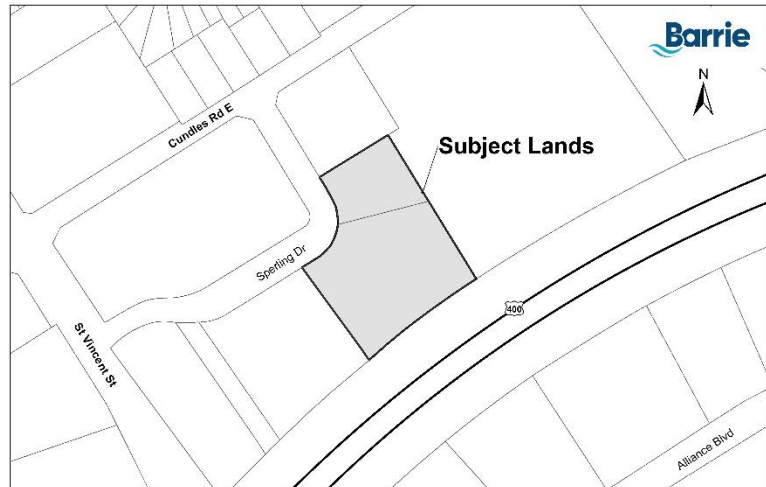 Barrie
N
Cundles Rd E
Subject Lands
Sperling Dr
400
St Vincent St
Alliance Blvd